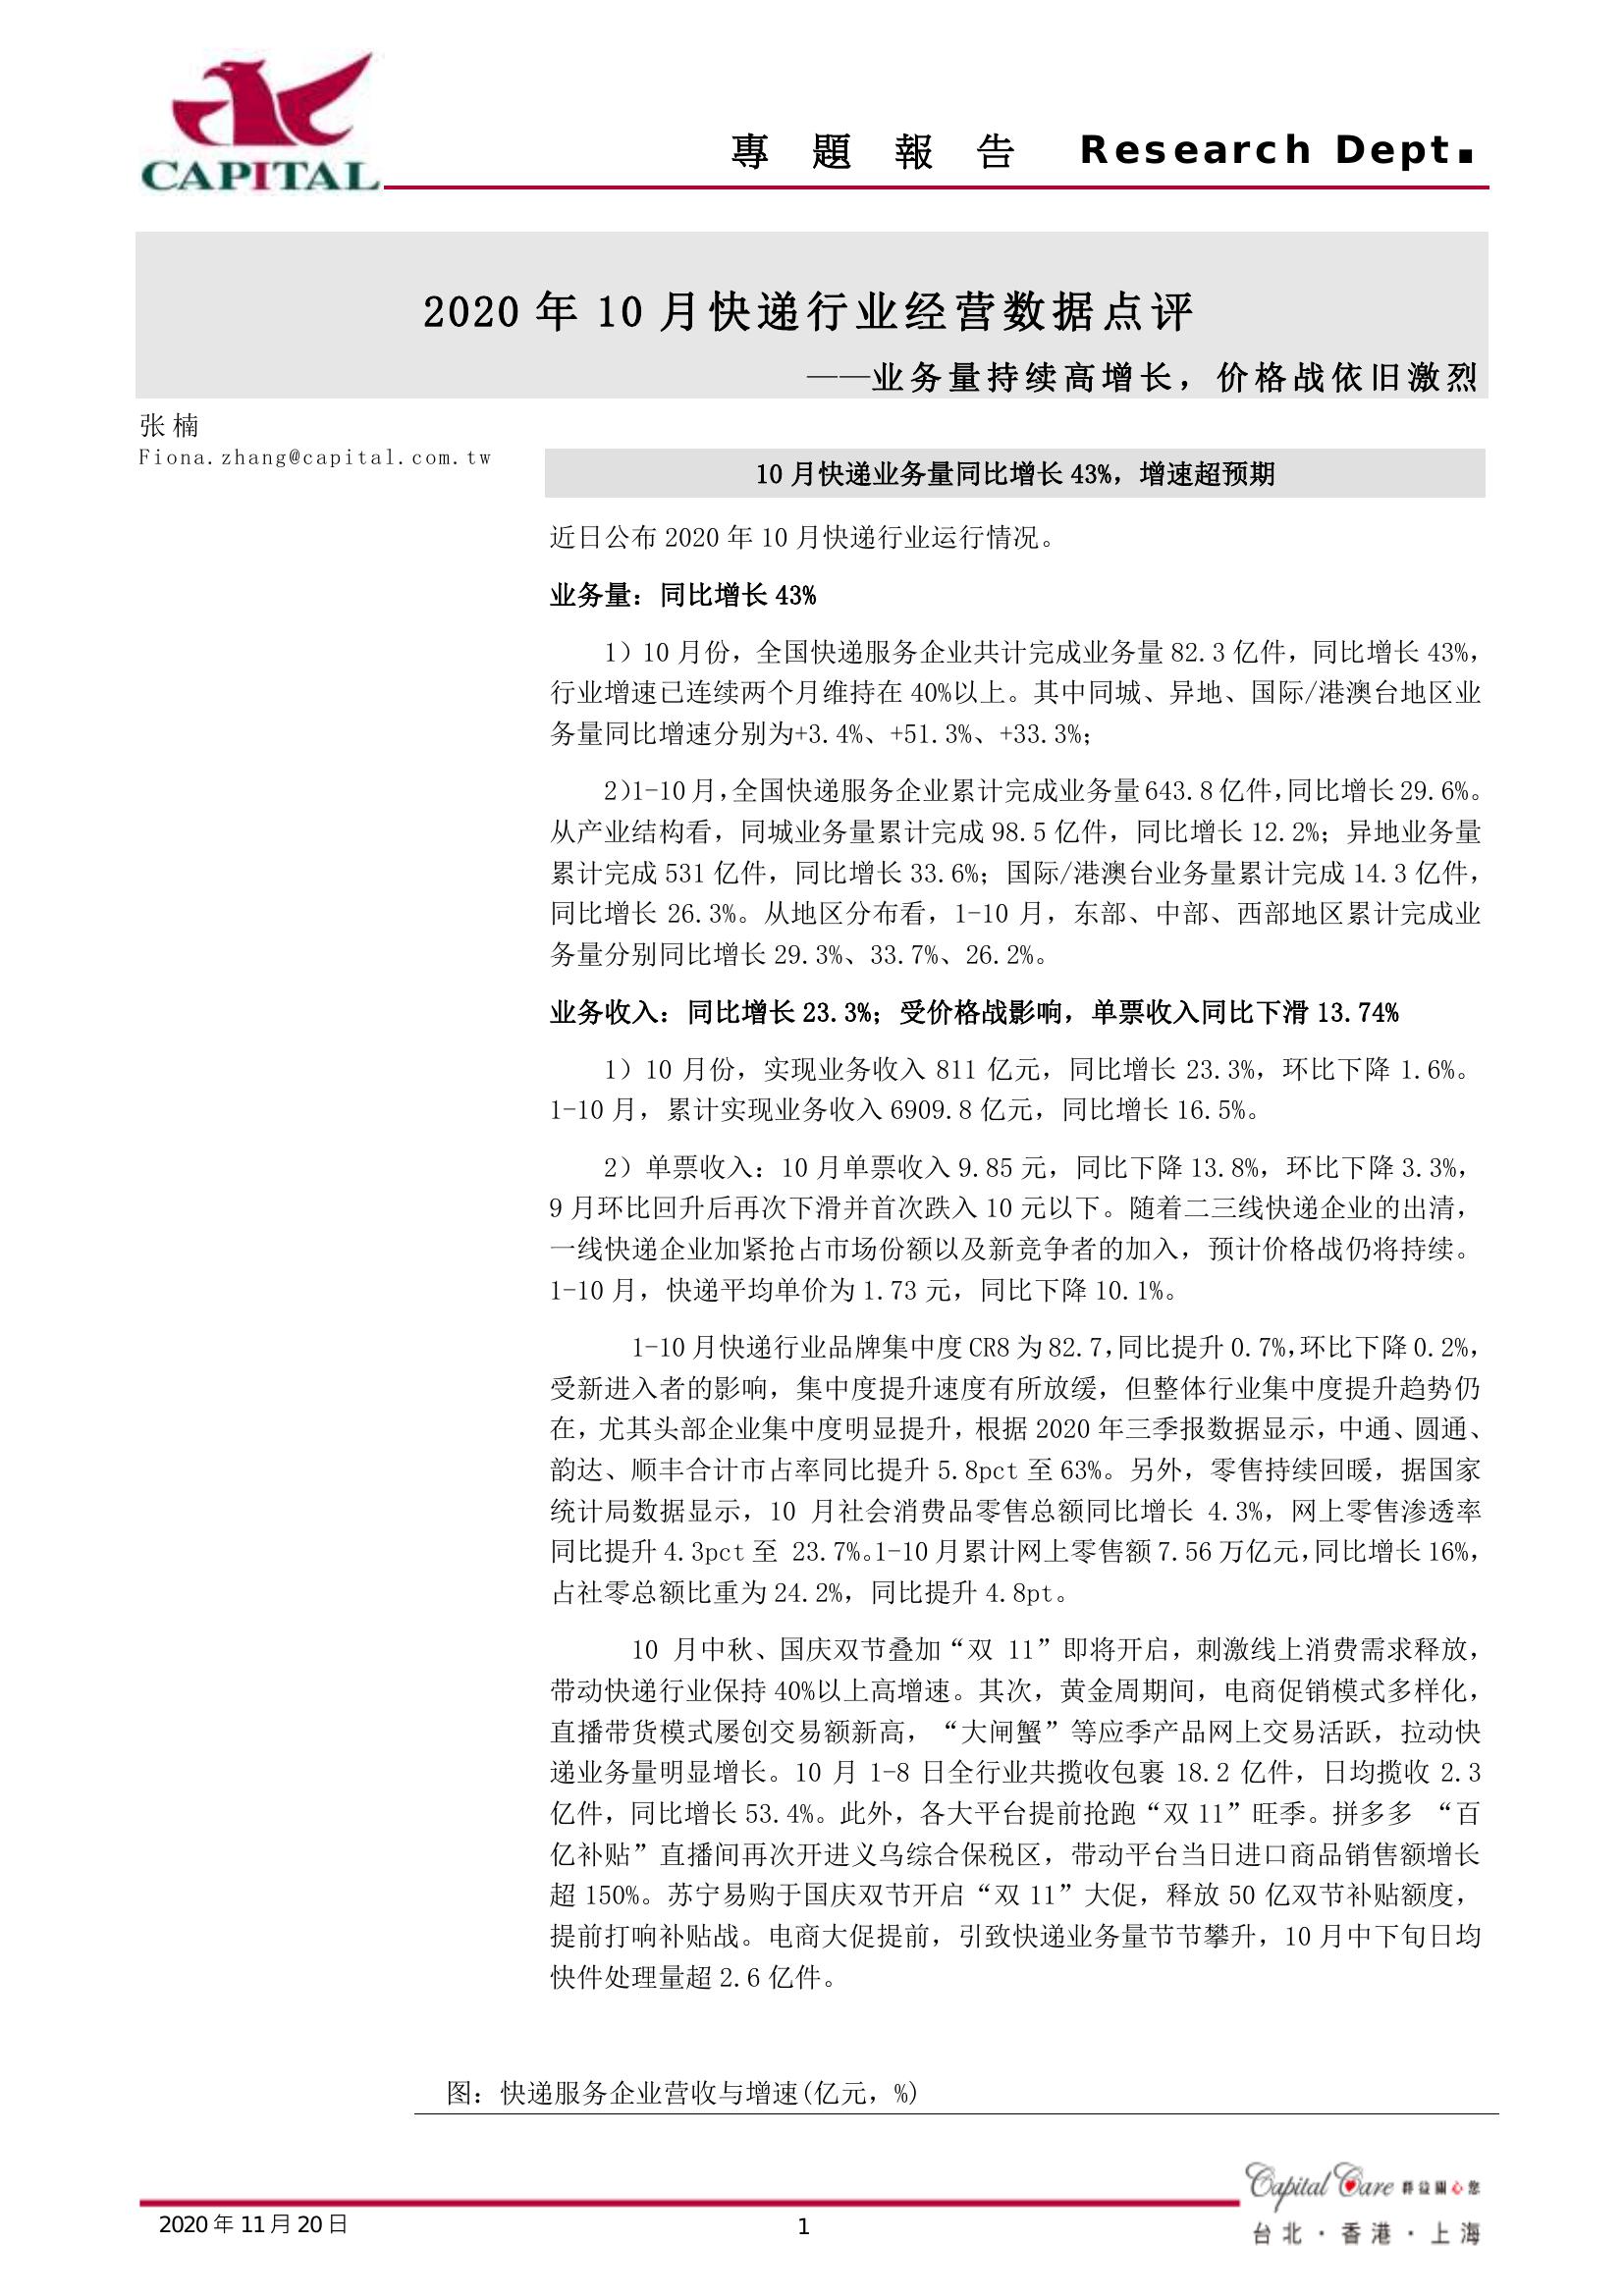 CAPITAL
專 題 報 告 Research Dept.
2020 年 10 月快递行业经营数据点评
——业务量持续高增长，价格战依旧激烈
张 楠
Fiona.zhang@capital.com.tw
10 月快递业务量同比增长 43%，增速超预期
近日公布 2020 年 10 月快递行业运行情况。
业务量：同比增长 43%
1）10 月份，全国快递服务企业共计完成业务量 82.3 亿件，同比增长 43%，
行业增速已连续两个月维持在 40%以上。其中同城、异地、国际/港澳台地区业
务量同比增速分别为+3.4%、+51.3%、+33.3%；
2)1-10 月，全国快递服务企业累计完成业务量 643.8 亿件，同比增长 29.6%。
从产业结构看，同城业务量累计完成 98.5 亿件，同比增长 12.2%；异地业务量
累计完成 531 亿件，同比增长 33.6%；国际/港澳台业务量累计完成 14.3 亿件，
同比增长 26.3%。从地区分布看，1-10 月，东部、中部、西部地区累计完成业
务量分别同比增长 29.3%、33.7%、26.2%。
业务收入：同比增长 23.3%；受价格战影响，单票收入同比下滑 13.74%
1）10 月份，实现业务收入 811 亿元，同比增长 23.3%，环比下降 1.6%。
1-10 月，累计实现业务收入 6909.8 亿元，同比增长 16.5%。
2）单票收入：10 月单票收入 9.85 元，同比下降 13.8%，环比下降 3.3%，
9 月环比回升后再次下滑并首次跌入 10 元以下。随着二三线快递企业的出清，
一线快递企业加紧抢占市场份额以及新竞争者的加入，预计价格战仍将持续。
1-10 月，快递平均单价为 1.73 元，同比下降 10.1%。
1-10 月快递行业品牌集中度 CR8 为 82.7，同比提升 0.7%，环比下降 0.2%，
受新进入者的影响，集中度提升速度有所放缓，但整体行业集中度提升趋势仍
在，尤其头部企业集中度明显提升，根据 2020 年三季报数据显示，中通、圆通、
韵达、顺丰合计市占率同比提升 5.8pct 至 63%。另外，零售持续回暖，据国家
统计局数据显示，10 月社会消费品零售总额同比增长 4.3%，网上零售渗透率
同比提升 4.3pct 至 23.7%。1-10 月累计网上零售额 7.56 万亿元，同比增长 16%，
占社零总额比重为 24.2%，同比提升 4.8pt。
10 月中秋、国庆双节叠加“双 11”即将开启，刺激线上消费需求释放，
带动快递行业保持 40%以上高增速。其次，黄金周期间，电商促销模式多样化，
直播带货模式屡创交易额新高，“大闸蟹”等应季产品网上交易活跃，拉动快
递业务量明显增长。10 月 1-8 日全行业共揽收包裹 18.2 亿件，日均揽收 2.3
亿件，同比增长 53.4%。此外，各大平台提前抢跑“双 11”旺季。拼多多 “百
亿补贴”直播间再次开进义乌综合保税区，带动平台当日进口商品销售额增长
超 150%。苏宁易购于国庆双节开启“双 11”大促，释放 50 亿双节补贴额度，
提前打响补贴战。电商大促提前，引致快递业务量节节攀升，10 月中下旬日均
快件处理量超 2.6 亿件。
图：快递服务企业营收与增速(亿元，%)
Capital Care 群益關心您
2020 年 11 月 20 日
1
台北·香港·上海